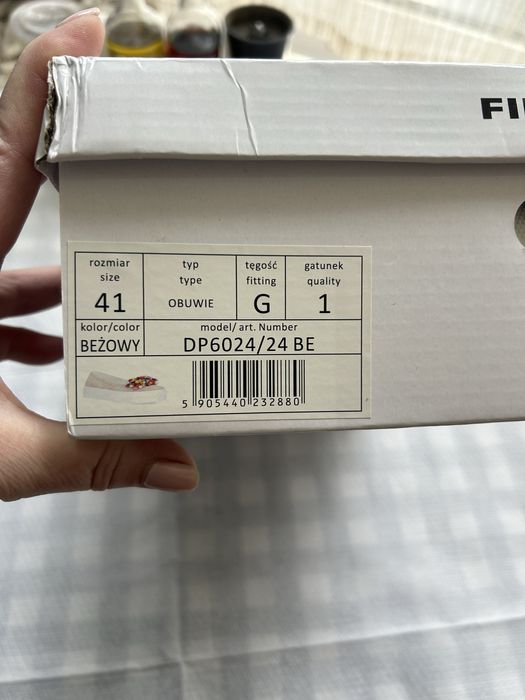 FI
rozmiar
size
41
typ
type
OBUWIE
tęgość
fitting
G
gatunek
quality
1
kolor/color
BEŻOWY
model/ art. Number
DP6024/24 BE
5 905440 232880